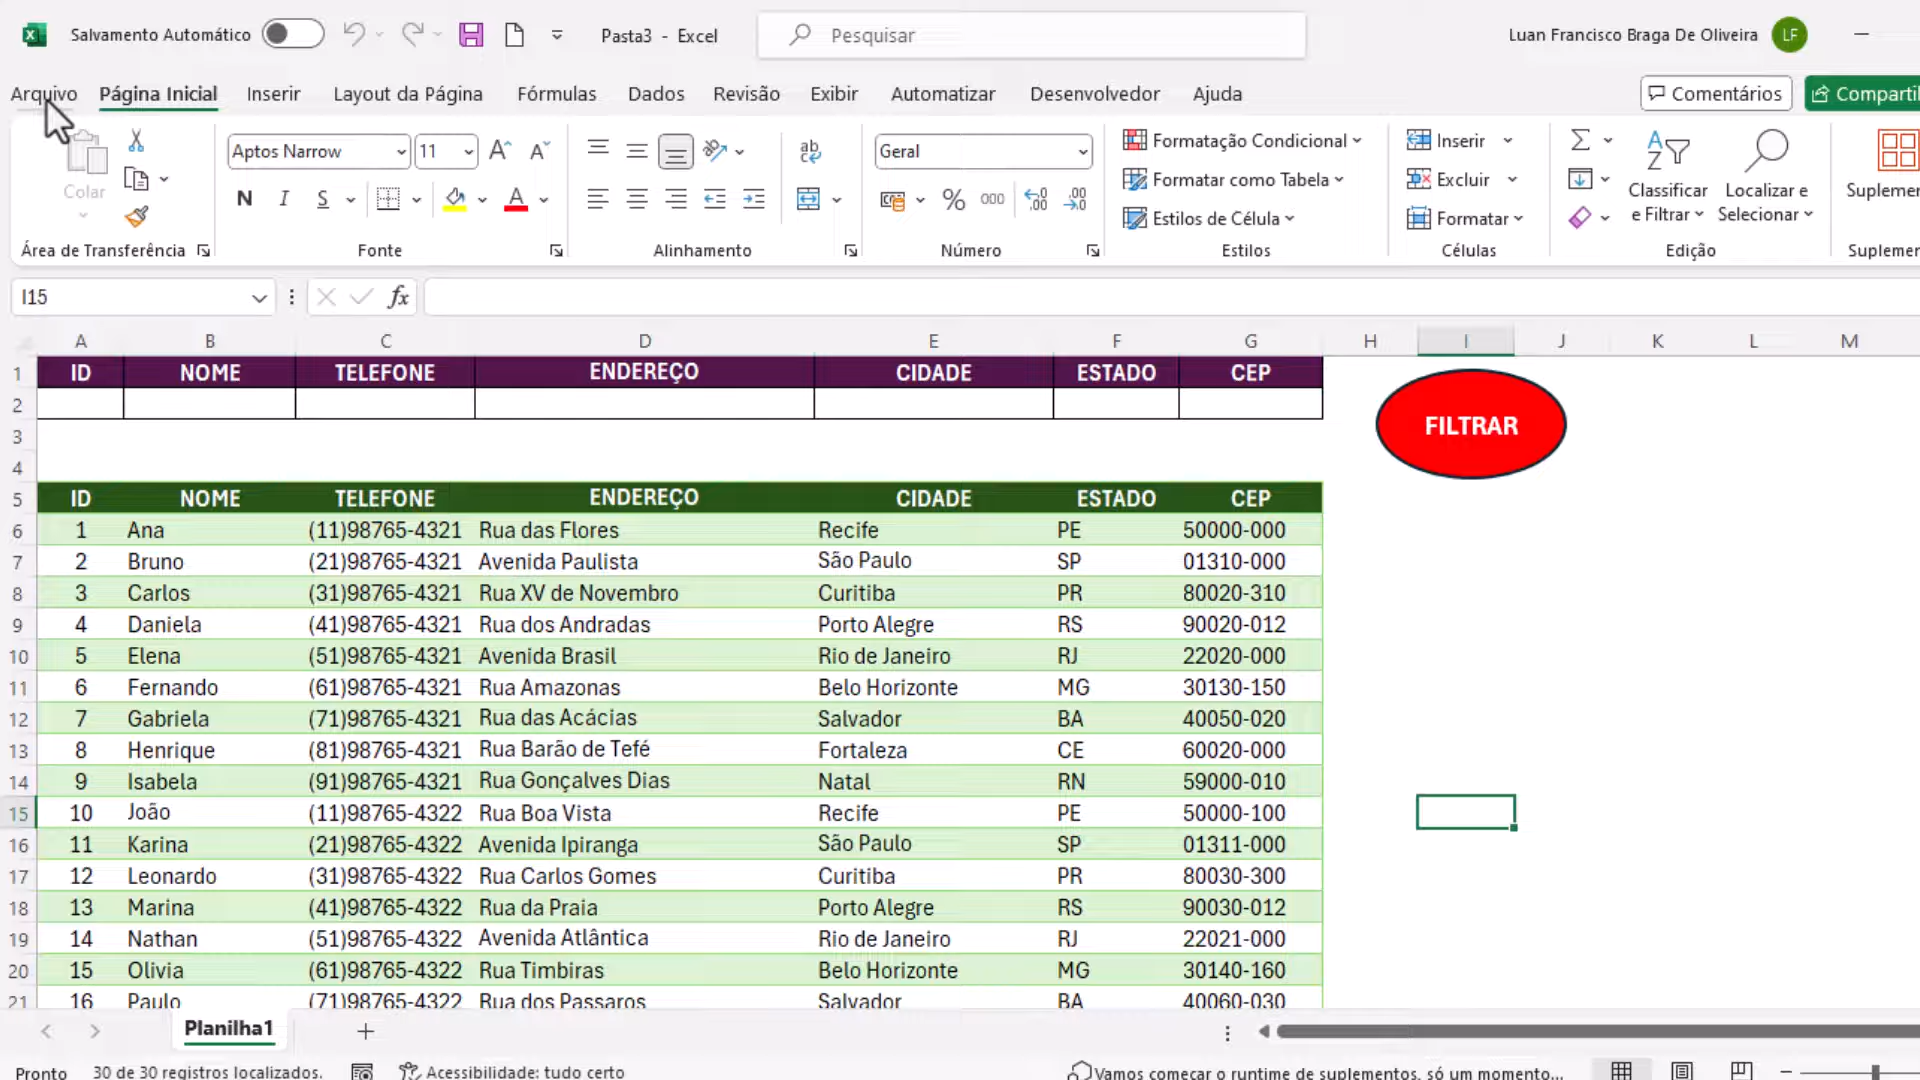 Salvamento Automático
Pasta3 - Excel
Pesquisar
Luan Francisco Braga De Oliveira
LF
Arquivo
Página Inicial
Inserir
Layout da Página
Fórmulas
Dados
Revisão
Exibir
Automatizar
Desenvolvedor
Ajuda
Comentários
Compartil
Colar
Área de Transferência
Aptos Narrow
11
N I S
Fonte
ab
Alinhamento
Geral
% 000
Número
Formatação Condicional
Formatar como Tabela
Estilos de Célula
Estilos
Inserir
Excluir
Formatar
Células
Classificar
e Filtrar
Localizar e
Selecionar
Edição
Suplemen
Suplemen
I15
fx
A B C D E F G H I J K L M
1 ID NOME TELEFONE ENDEREÇO CIDADE ESTADO CEP
2
3
4
FILTRAR
5 ID NOME TELEFONE ENDEREÇO CIDADE ESTADO CEP
6 1 Ana (11)98765-4321 Rua das Flores Recife PE 50000-000
7 2 Bruno (21)98765-4321 Avenida Paulista São Paulo SP 01310-000
8 3 Carlos (31)98765-4321 Rua XV de Novembro Curitiba PR 80020-310
9 4 Daniela (41)98765-4321 Rua dos Andradas Porto Alegre RS 90020-012
10 5 Elena (51)98765-4321 Avenida Brasil Rio de Janeiro RJ 22020-000
11 6 Fernando (61)98765-4321 Rua Amazonas Belo Horizonte MG 30130-150
12 7 Gabriela (71)98765-4321 Rua das Acácias Salvador BA 40050-020
13 8 Henrique (81)98765-4321 Rua Barão de Tefé Fortaleza CE 60020-000
14 9 Isabela (91)98765-4321 Rua Gonçalves Dias Natal RN 59000-010
15 10 João (11)98765-4322 Rua Boa Vista Recife PE 50000-100
16 11 Karina (21)98765-4322 Avenida Ipiranga São Paulo SP 01311-000
17 12 Leonardo (31)98765-4322 Rua Carlos Gomes Curitiba PR 80030-300
18 13 Marina (41)98765-4322 Rua da Praia Porto Alegre RS 90030-012
19 14 Nathan (51)98765-4322 Avenida Atlântica Rio de Janeiro RJ 22021-000
20 15 Olivia (61)98765-4322 Rua Timbiras Belo Horizonte MG 30140-160
21 16 Paulo (71)98765-4322 Rua dos Passaros Salvador BA 40060-030
Planilha1
Pronto
30 de 30 registros localizados.
Acessibilidade: tudo certo
Vamos começar o runtime de suplementos, só um momento...